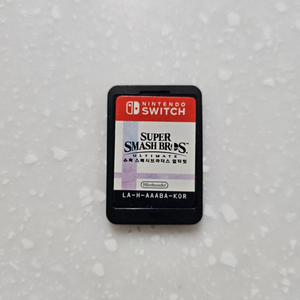 NINTENDO
SWITCH
SUPER
SMASH BROS.
ULTIMATE
슈퍼 스매시브라더스 얼티밋
Nintendo
LA-H-AAABA-KOR